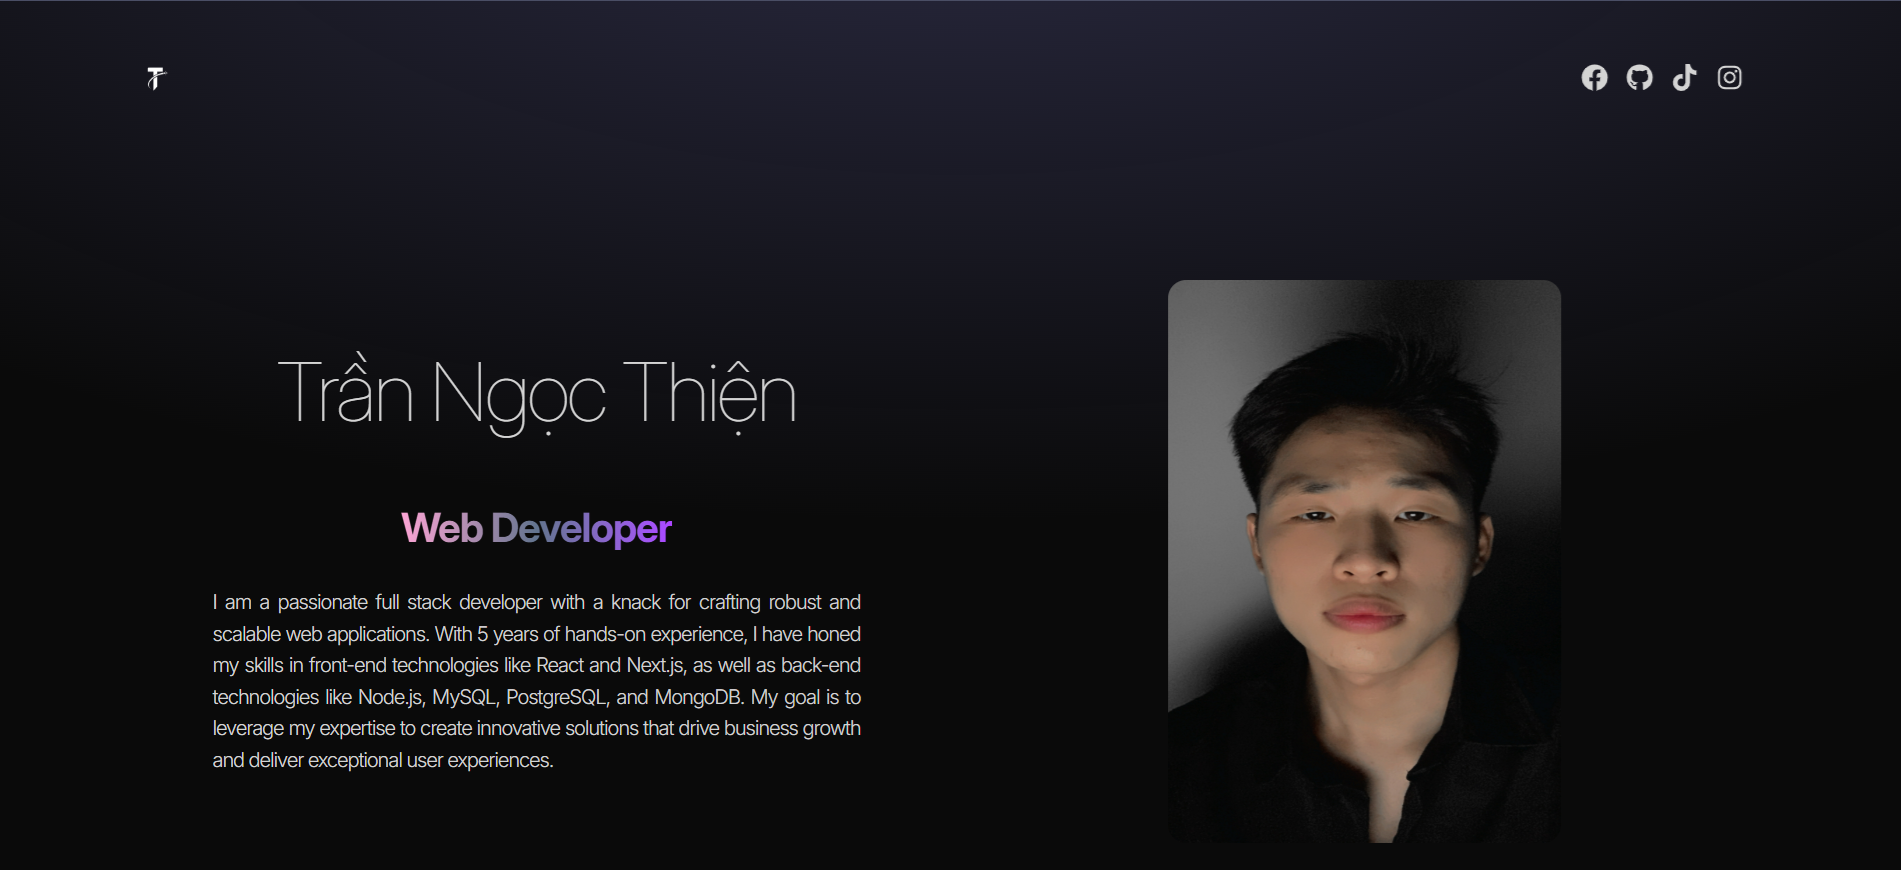 T
Trần Ngọc Thiện
Web Developer
I am a passionate full stack developer with a knack for crafting robust and
scalable web applications. With 5 years of hands-on experience, I have honed
my skills in front-end technologies like React and Next.js, as well as back-end
technologies like Node.js, MySQL, PostgreSQL, and MongoDB. My goal is to
leverage my expertise to create innovative solutions that drive business growth
and deliver exceptional user experiences.